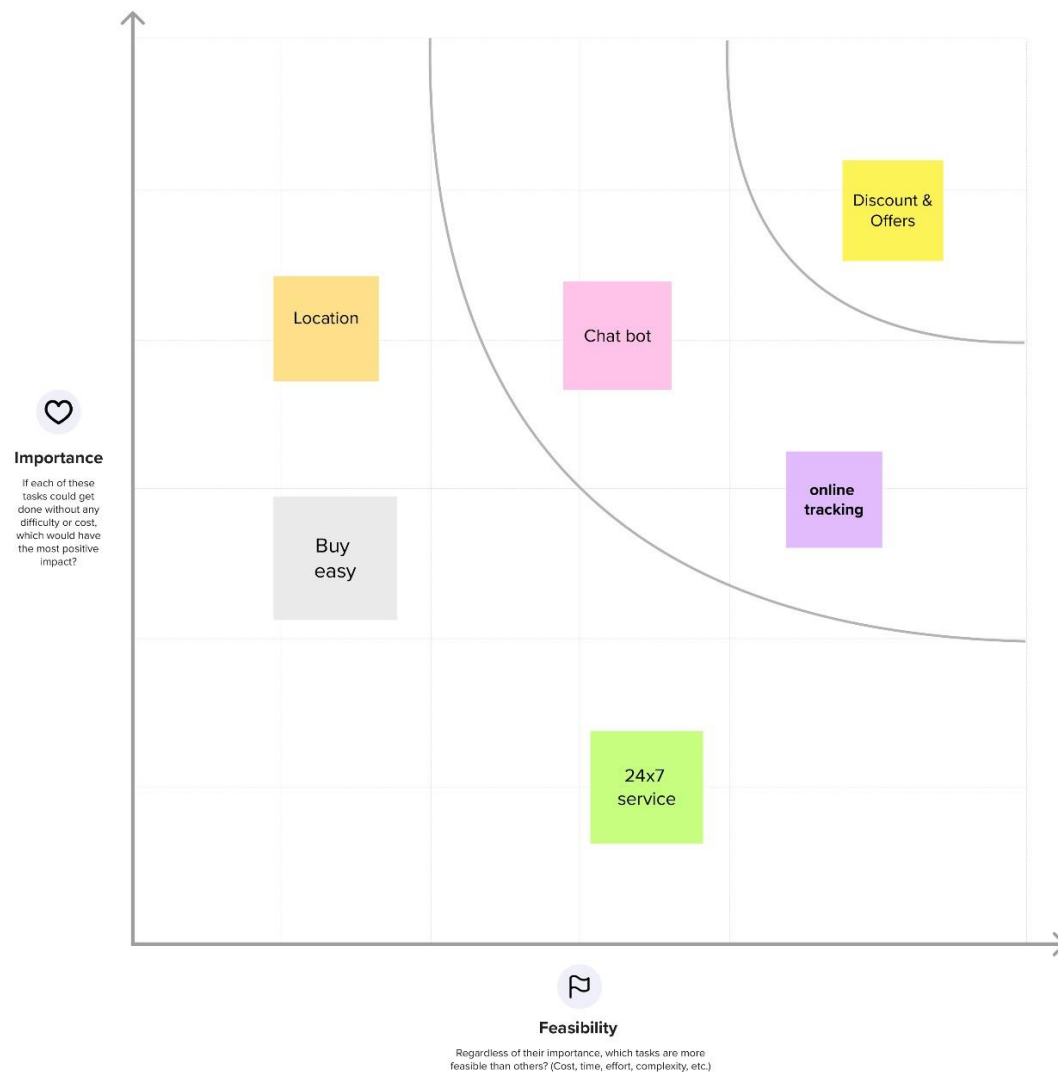 Discount &
Offers
Location
Chat bot
Importance
If each of these
tasks could get
done without any
difficulty or cost,
which would have
the most positive
impact?
online
tracking
Buy
easy
24x7
service
Feasibility
Regardless of their importance, which tasks are more
feasible than others? (Cost, time, effort, complexity, etc.)